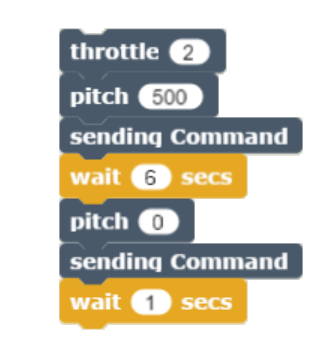 throttle 2
pitch 500
sending Command
wait 6 secs
pitch 0
sending Command
wait 1 secs